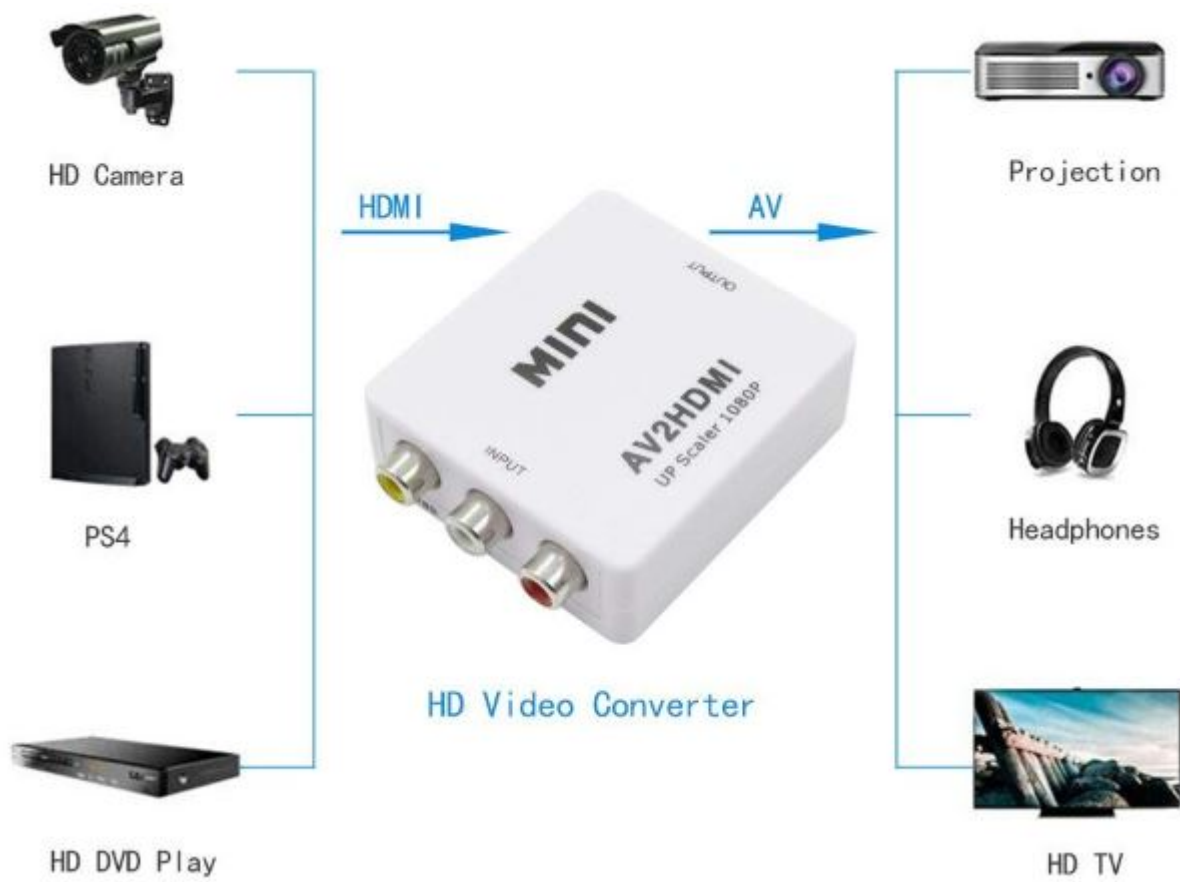 HD Camera
PS4
HD DVD Play
HDMI
AV
OUTPUT
MINI
AV2HDMI
UP Scaler 1080P
INPUT
HD Video Converter
Projection
Headphones
HD TV